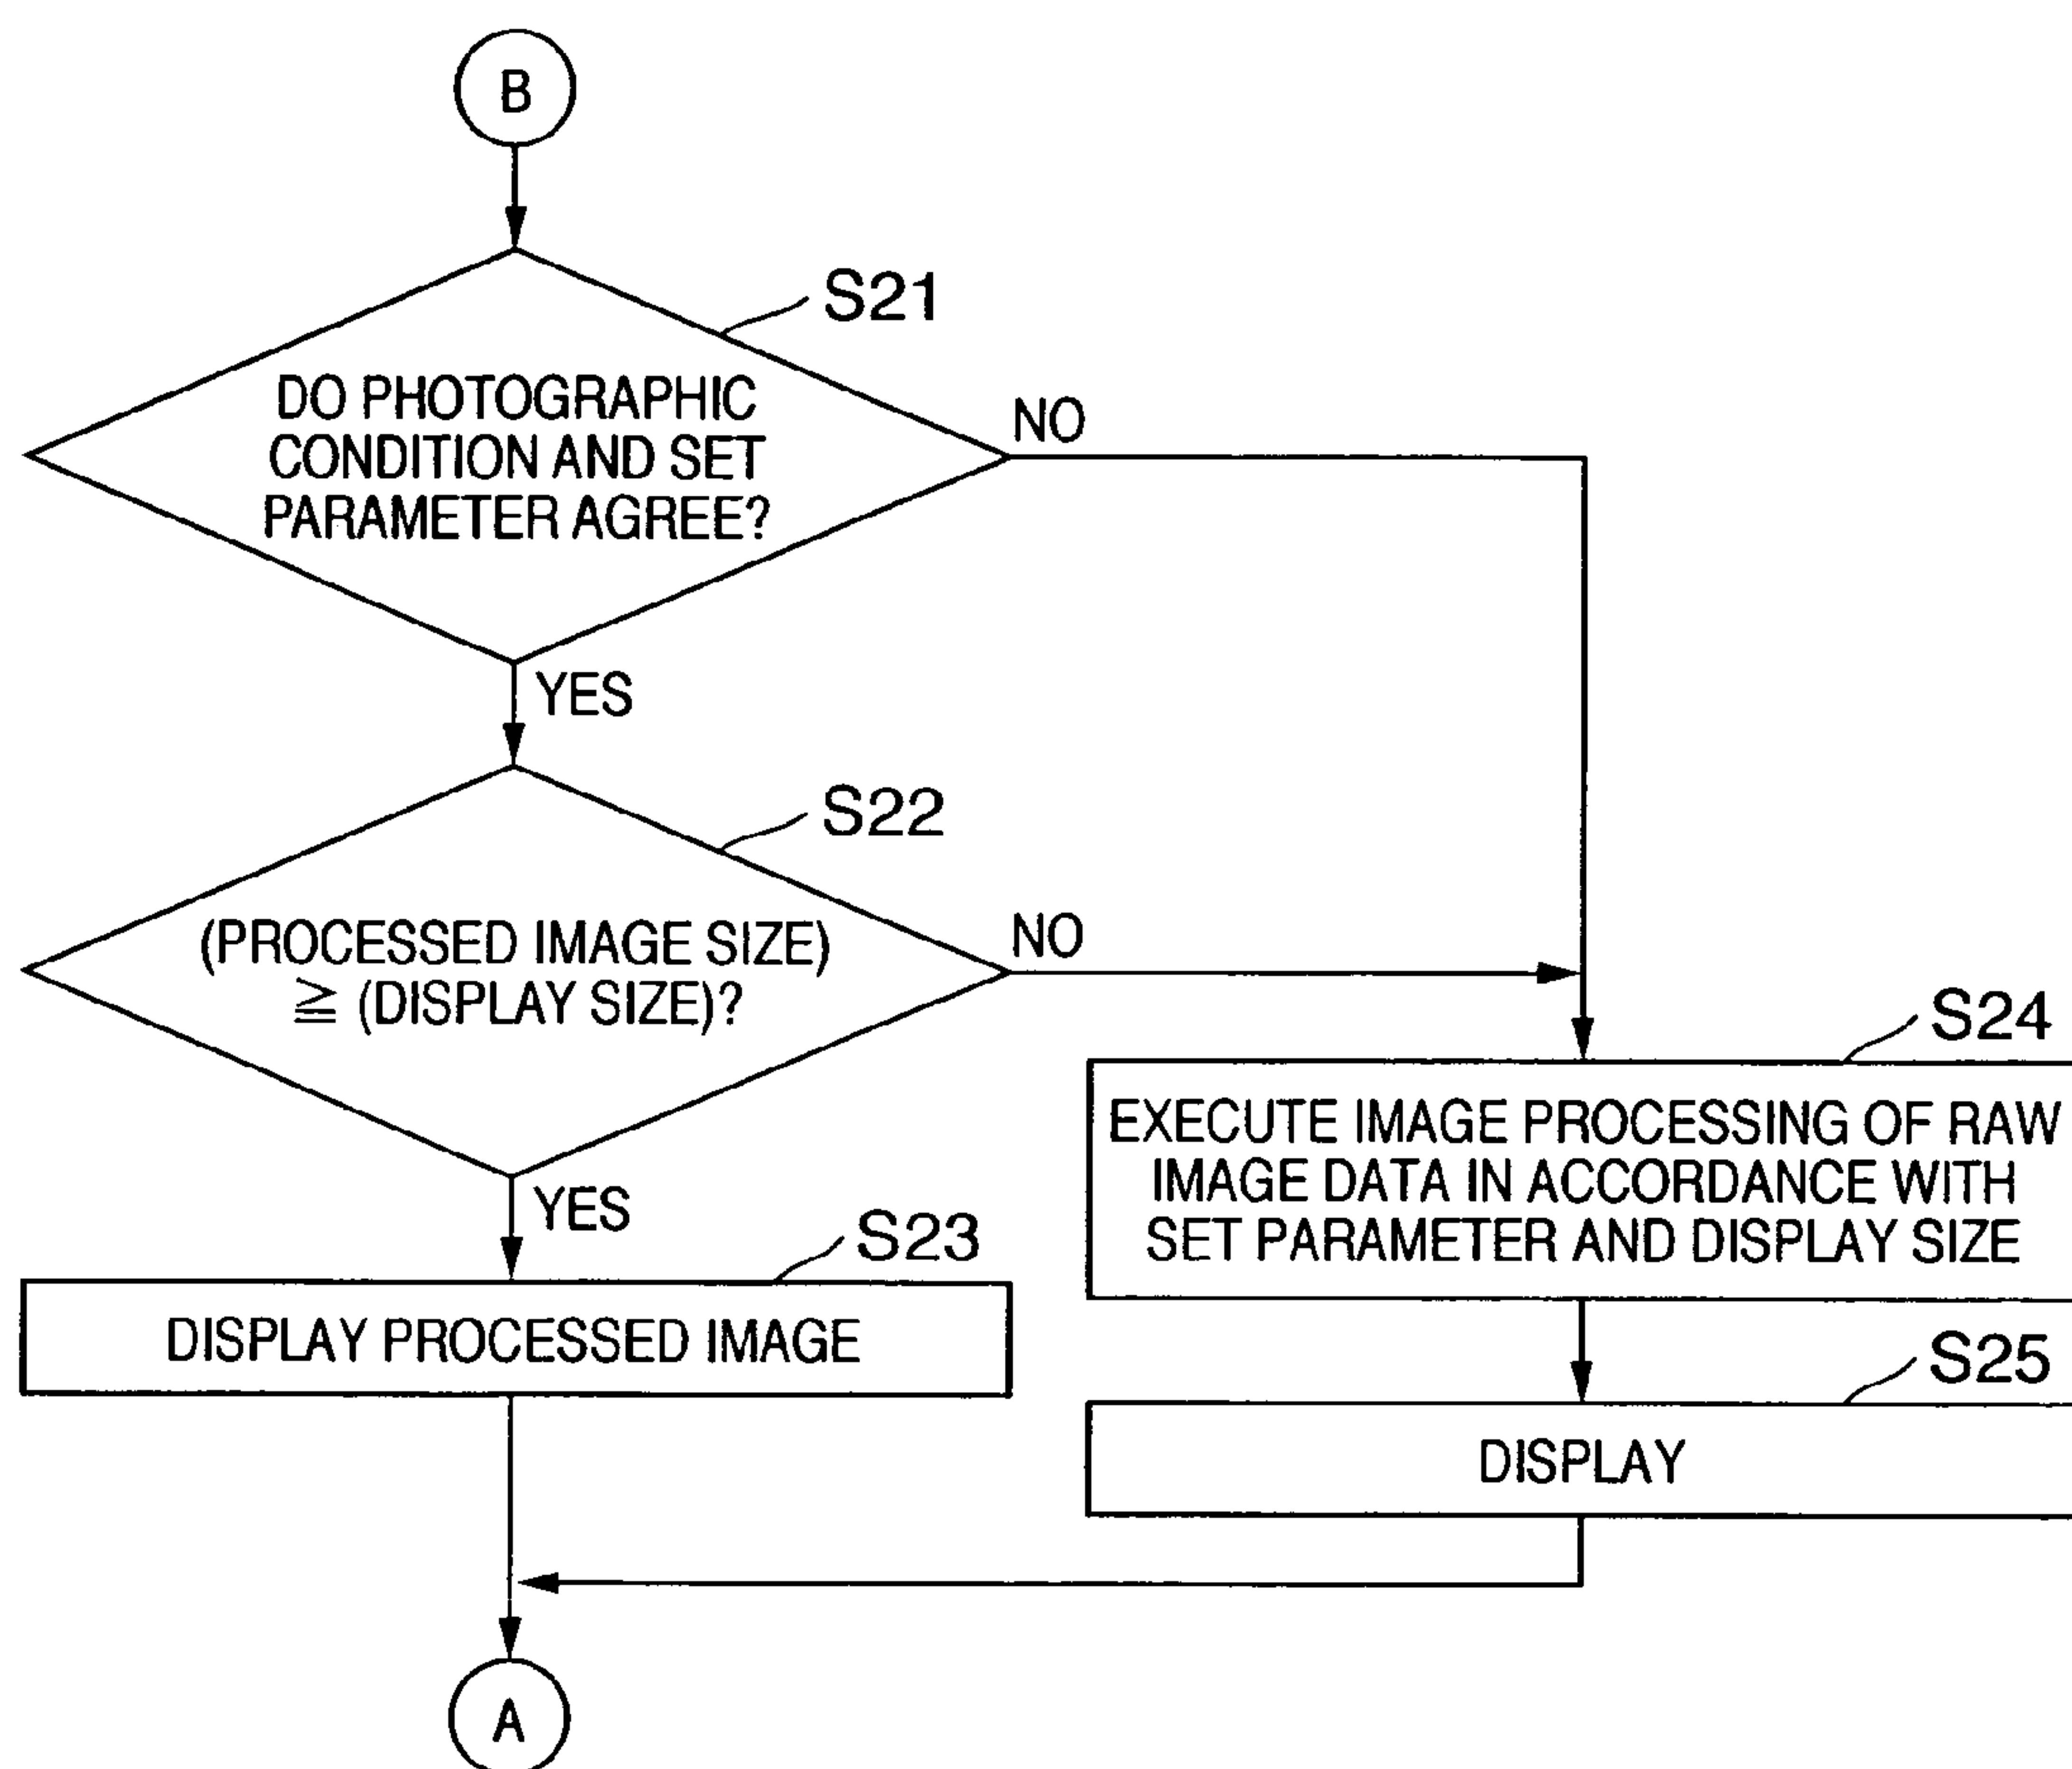 B
S21
DO PHOTOGRAPHIC
CONDITION AND SET
PARAMETER AGREE?
NO
YES
S22
(PROCESSED IMAGE SIZE)
≧ (DISPLAY SIZE)?
NO
YES
S23
DISPLAY PROCESSED IMAGE
S24
EXECUTE IMAGE PROCESSING OF RAW
IMAGE DATA IN ACCORDANCE WITH
SET PARAMETER AND DISPLAY SIZE
S25
DISPLAY
A